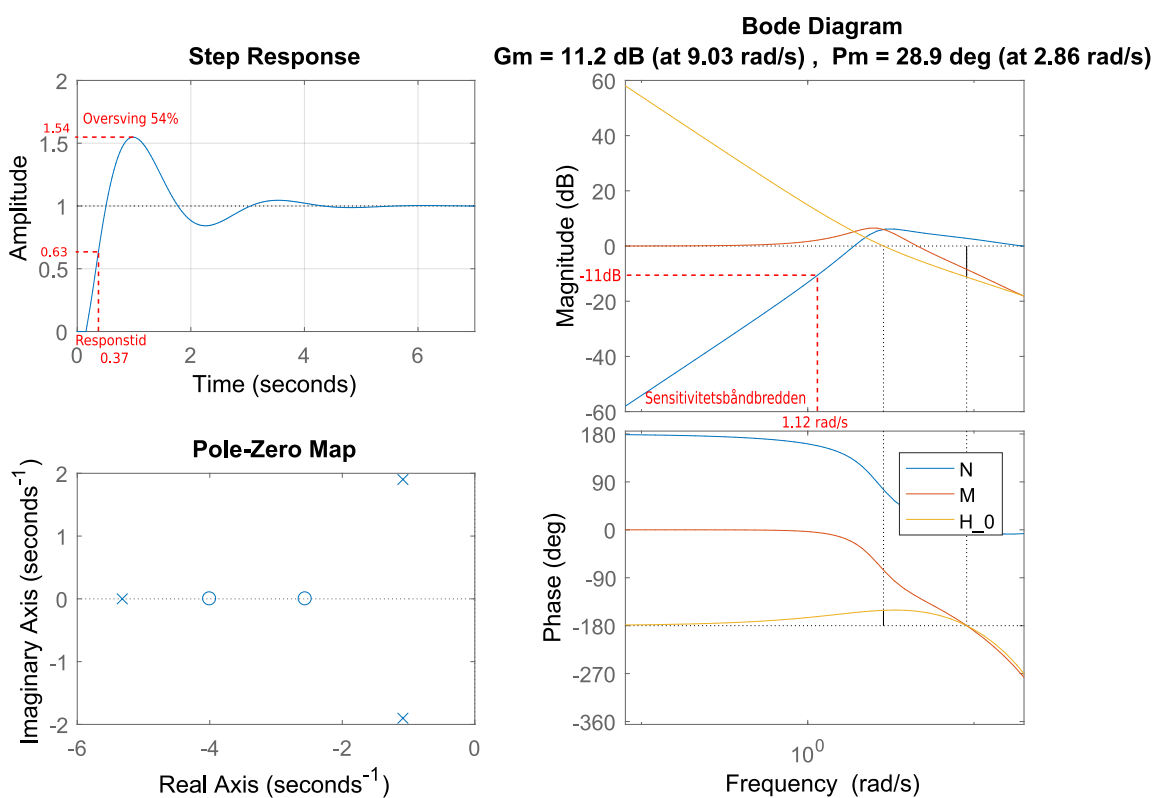 Step Response
2
Oversving 54%
1.54
1.5
1
0.63
0.5
0
Responstid
0.37
0
2
4
6
Time (seconds)
Amplitude
Bode Diagram
Gm = 11.2 dB (at 9.03 rad/s) , Pm = 28.9 deg (at 2.86 rad/s)
60
40
20
0
-11dB
-20
-40
-60
Sensitivitetsbåndbredden
1.12 rad/s
Magnitude (dB)
Pole-Zero Map
2
1
0
-1
-2
-6
-4
-2
0
Real Axis (seconds⁻¹)
Imaginary Axis (seconds⁻¹)
180
90
0
-90
-180
-270
-360
N
M
H_0
10⁰
Frequency (rad/s)
Phase (deg)